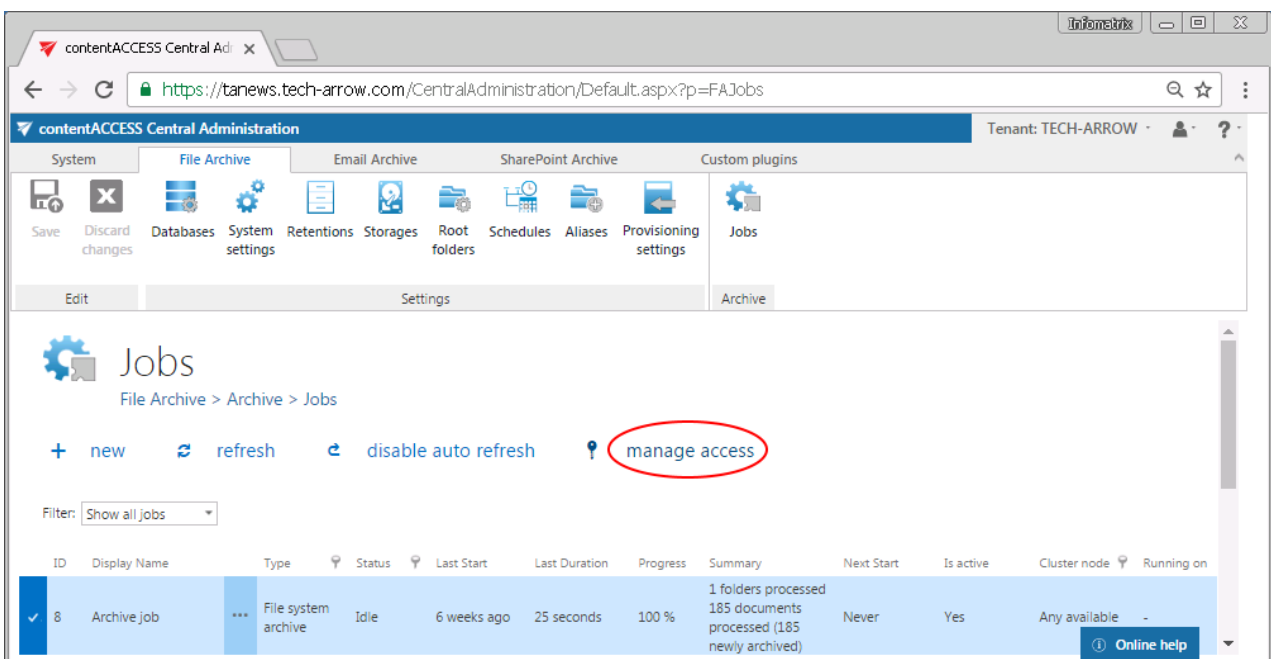 Infomatrix
contentACCESS Central Adr
https://tanews.tech-arrow.com/CentralAdministration/Default.aspx?p=FAJobs
contentACCESS Central Administration
Tenant: TECH-ARROW
?
System
File Archive
Email Archive
SharePoint Archive
Custom plugins
Save
Discard
changes
Databases
System
settings
Retentions
Storages
Root
folders
Schedules
Aliases
Provisioning
settings
Jobs
Edit
Settings
Archive
Jobs
File Archive > Archive > Jobs
+ new
refresh
disable auto refresh
manage access
Filter: Show all jobs
ID Display Name Type Status Last Start Last Duration Progress Summary Next Start Is active Cluster node Running on
8 Archive job ... File system
archive
Idle 6 weeks ago 25 seconds 100 %
1 folders processed
185 documents
processed (185
newly archived)
Never Yes Any available -
Online help